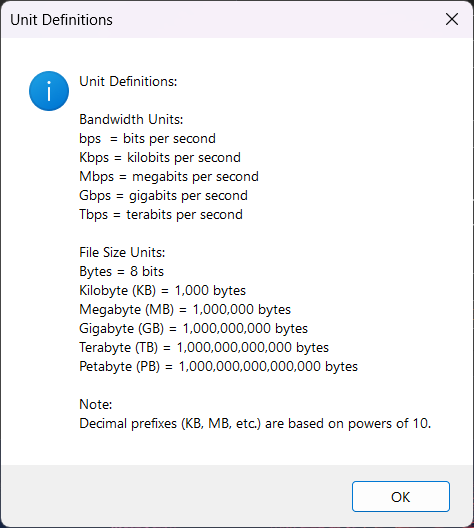 Unit Definitions
Unit Definitions:
Bandwidth Units:
bps  = bits per second
Kbps = kilobits per second
Mbps = megabits per second
Gbps = gigabits per second
Tbps = terabits per second
File Size Units:
Bytes = 8 bits
Kilobyte (KB) = 1,000 bytes
Megabyte (MB) = 1,000,000 bytes
Gigabyte (GB) = 1,000,000,000 bytes
Terabyte (TB) = 1,000,000,000,000 bytes
Petabyte (PB) = 1,000,000,000,000,000 bytes
Note:
Decimal prefixes (KB, MB, etc.) are based on powers of 10.
OK